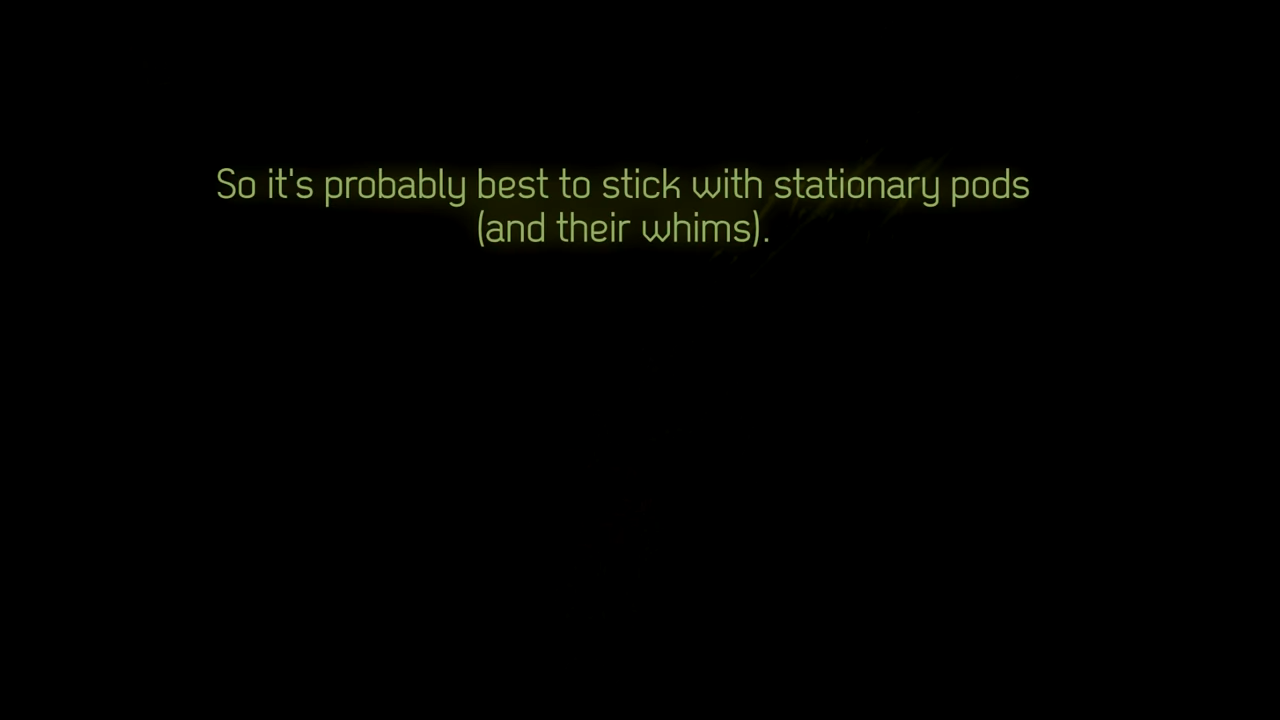 So it's probably best to stick with stationary pods
(and their whims).